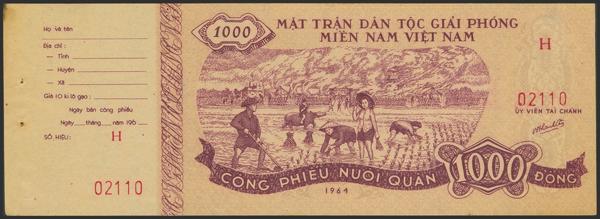 Họ và tên
Địa chỉ :
— Tỉnh
— Huyện
— Xã
Giá 10 kí lô gạo :
Ngày bán công phiếu
Ngày tháng năm 196
SỐ HIỆU : H
02110
1000
MẶT TRẬN DÂN TỘC GIẢI PHÓNG
MIỀN NAM VIỆT NAM
H
02110
ỦY VIÊN TÀI CHÁNH
CÔNG PHIẾU NUÔI QUÂN
1000
ĐỒNG
1964